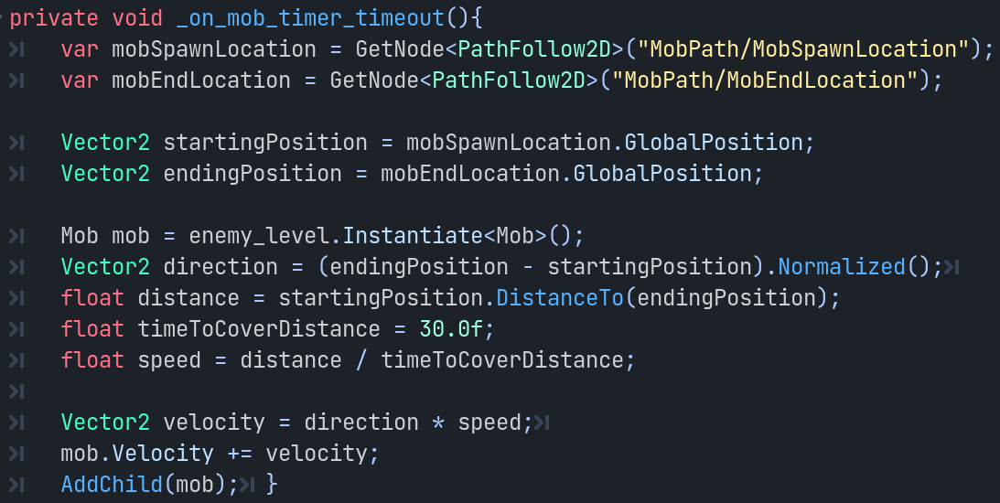 private void _on_mob_timer_timeout(){
var mobSpawnLocation = GetNode<PathFollow2D>("MobPath/MobSpawnLocation");
var mobEndLocation = GetNode<PathFollow2D>("MobPath/MobEndLocation");
Vector2 startingPosition = mobSpawnLocation.GlobalPosition;
Vector2 endingPosition = mobEndLocation.GlobalPosition;
Mob mob = enemy_level.Instantiate<Mob>();
Vector2 direction = (endingPosition - startingPosition).Normalized();
float distance = startingPosition.DistanceTo(endingPosition);
float timeToCoverDistance = 30.0f;
float speed = distance / timeToCoverDistance;
Vector2 velocity = direction * speed;
mob.Velocity += velocity;
AddChild(mob); }